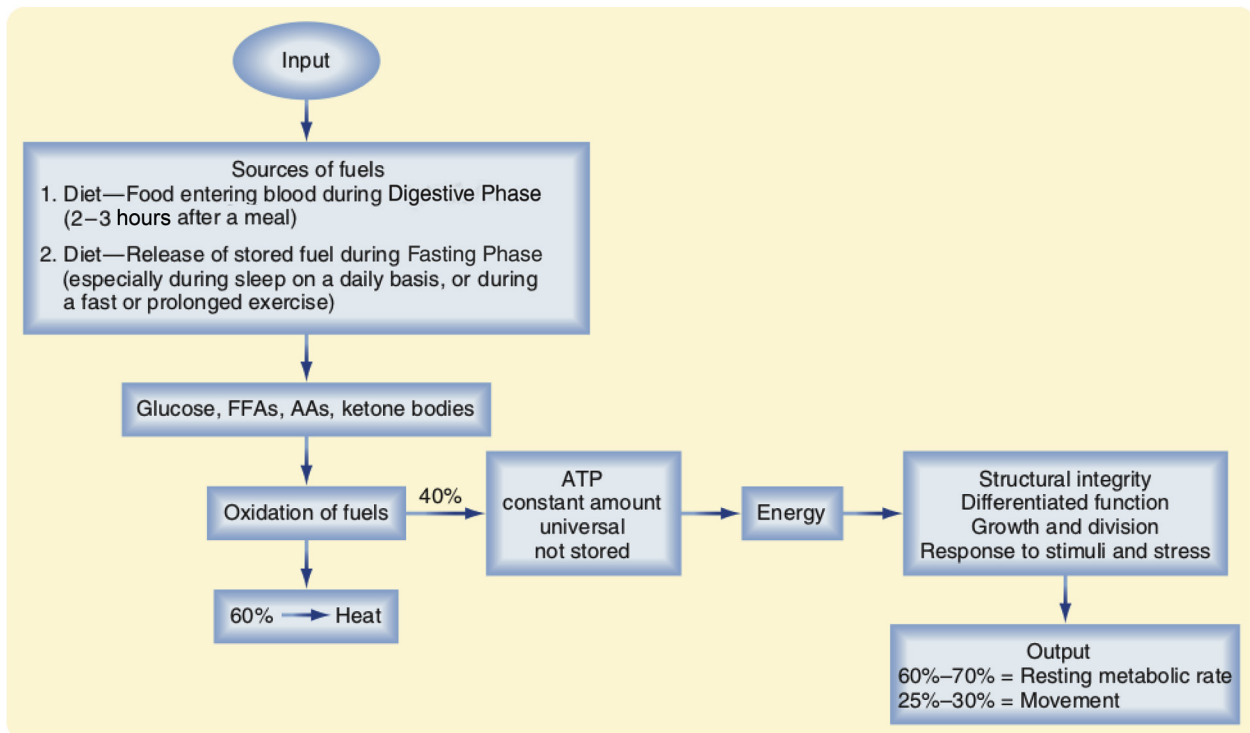 Input
Sources of fuels
1. Diet—Food entering blood during Digestive Phase
(2–3 hours after a meal)
2. Diet—Release of stored fuel during Fasting Phase
(especially during sleep on a daily basis, or during
a fast or prolonged exercise)
Glucose, FFAs, AAs, ketone bodies
Oxidation of fuels
40%
ATP
constant amount
universal
not stored
Energy
Structural integrity
Differentiated function
Growth and division
Response to stimuli and stress
60% Heat
Output
60%–70% = Resting metabolic rate
25%–30% = Movement